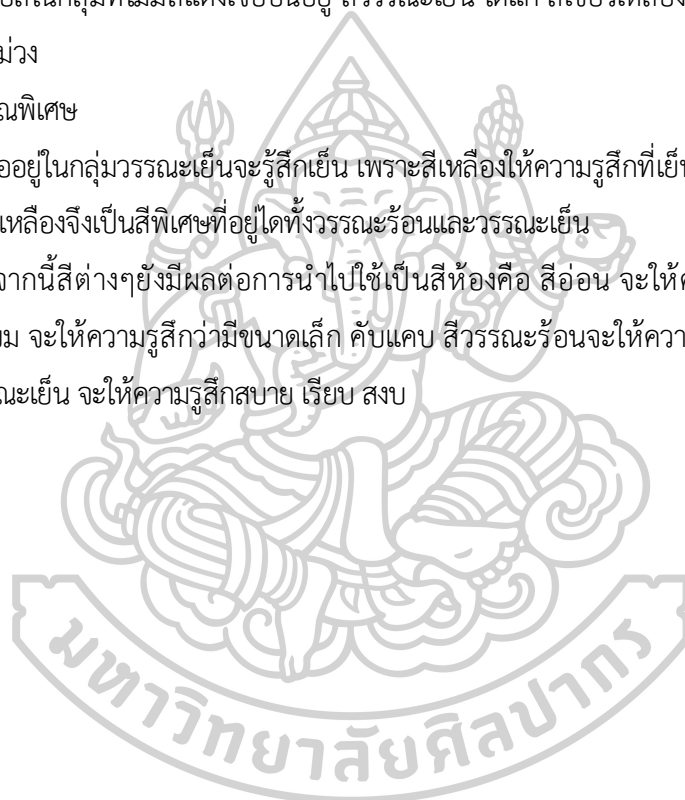 ม่วง
ณพิเศษ
ออยู่ในกลุ่มวรรณะเย็นจะรู้สึกเย็น เพราะสีเหลืองให้ความรู้สึกที่เย็น
เหลืองจึงเป็นสีพิเศษที่อยู่ได้ทั้งวรรณะร้อนและวรรณะเย็น
จากนี้สีต่างๆยังมีผลต่อการนำไปใช้เป็นสีห้องคือ สีอ่อน จะให้ค
ม จะให้ความรู้สึกว่ามีขนาดเล็ก คับแคบ สีวรรณะร้อนจะให้ความ
ณะเย็น จะให้ความรู้สึกสบาย เรียบ สงบ
มหาวิทยาลัยศิลปากร